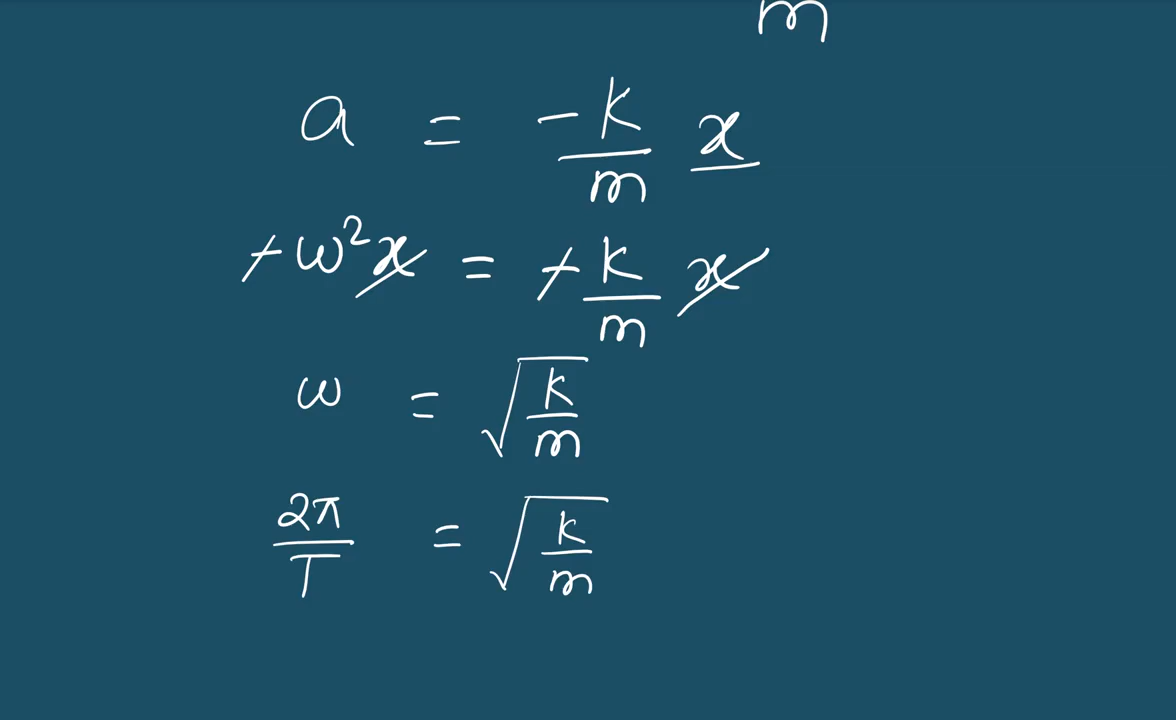 m
a = -k/m x
-ω²x = -k/m x
ω = √(k/m)
2π/T = √(k/m)